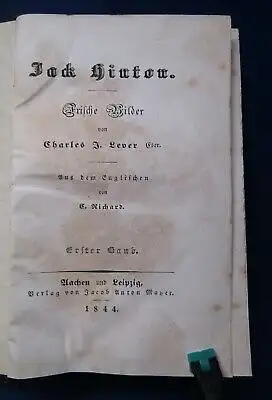 Jack Hinton.
Irische Bilder
von
Charles J. Lever Esqr.
Aus dem Englischen
von
C. Richard.
Erster Band.
Aachen und Leipzig,
Verlag von Jacob Anton Mayer.
1844.